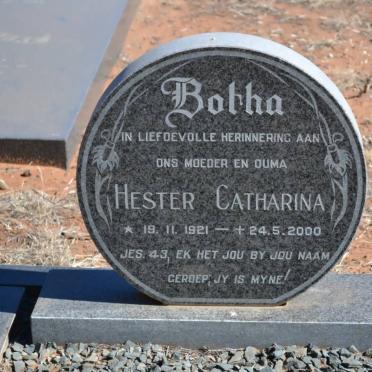 Botha
IN LIEFDEVOLLE HERINNERING AAN
ONS MOEDER EN OUMA
HESTER CATHARINA
* 19.11.1921 — + 24.5.2000
JES. 43, EK HET JOU BY JOU NAAM
GEROEP, JY IS MYNE!